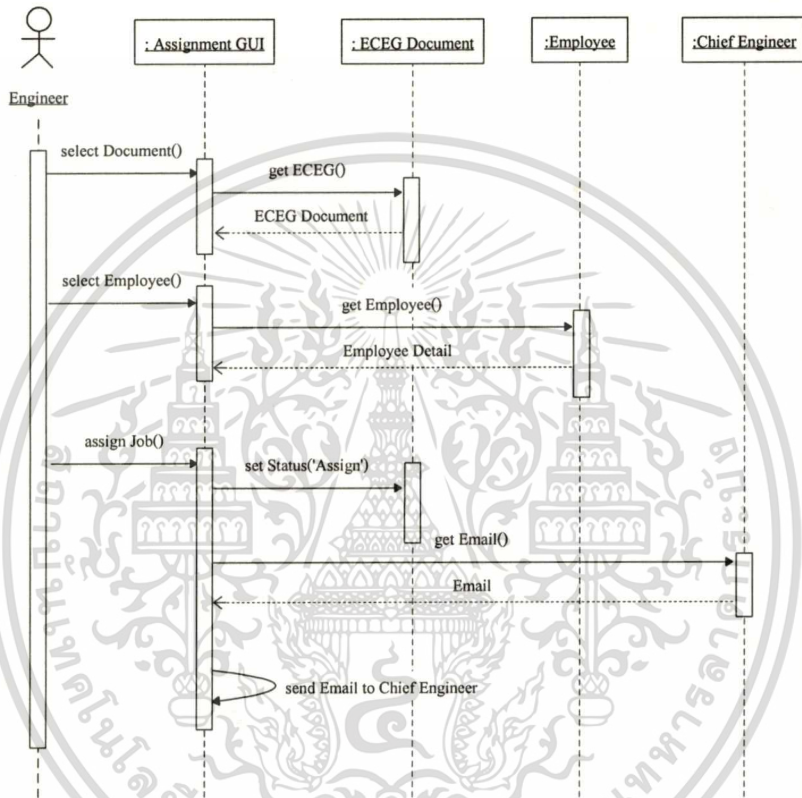 : Assignment GUI
: ECEG Document
:Employee
:Chief Engineer
Engineer
select Document()
get ECEG()
ECEG Document
select Employee()
get Employee()
Employee Detail
assign Job()
set Status('Assign')
get Email()
Email
send Email to Chief Engineer